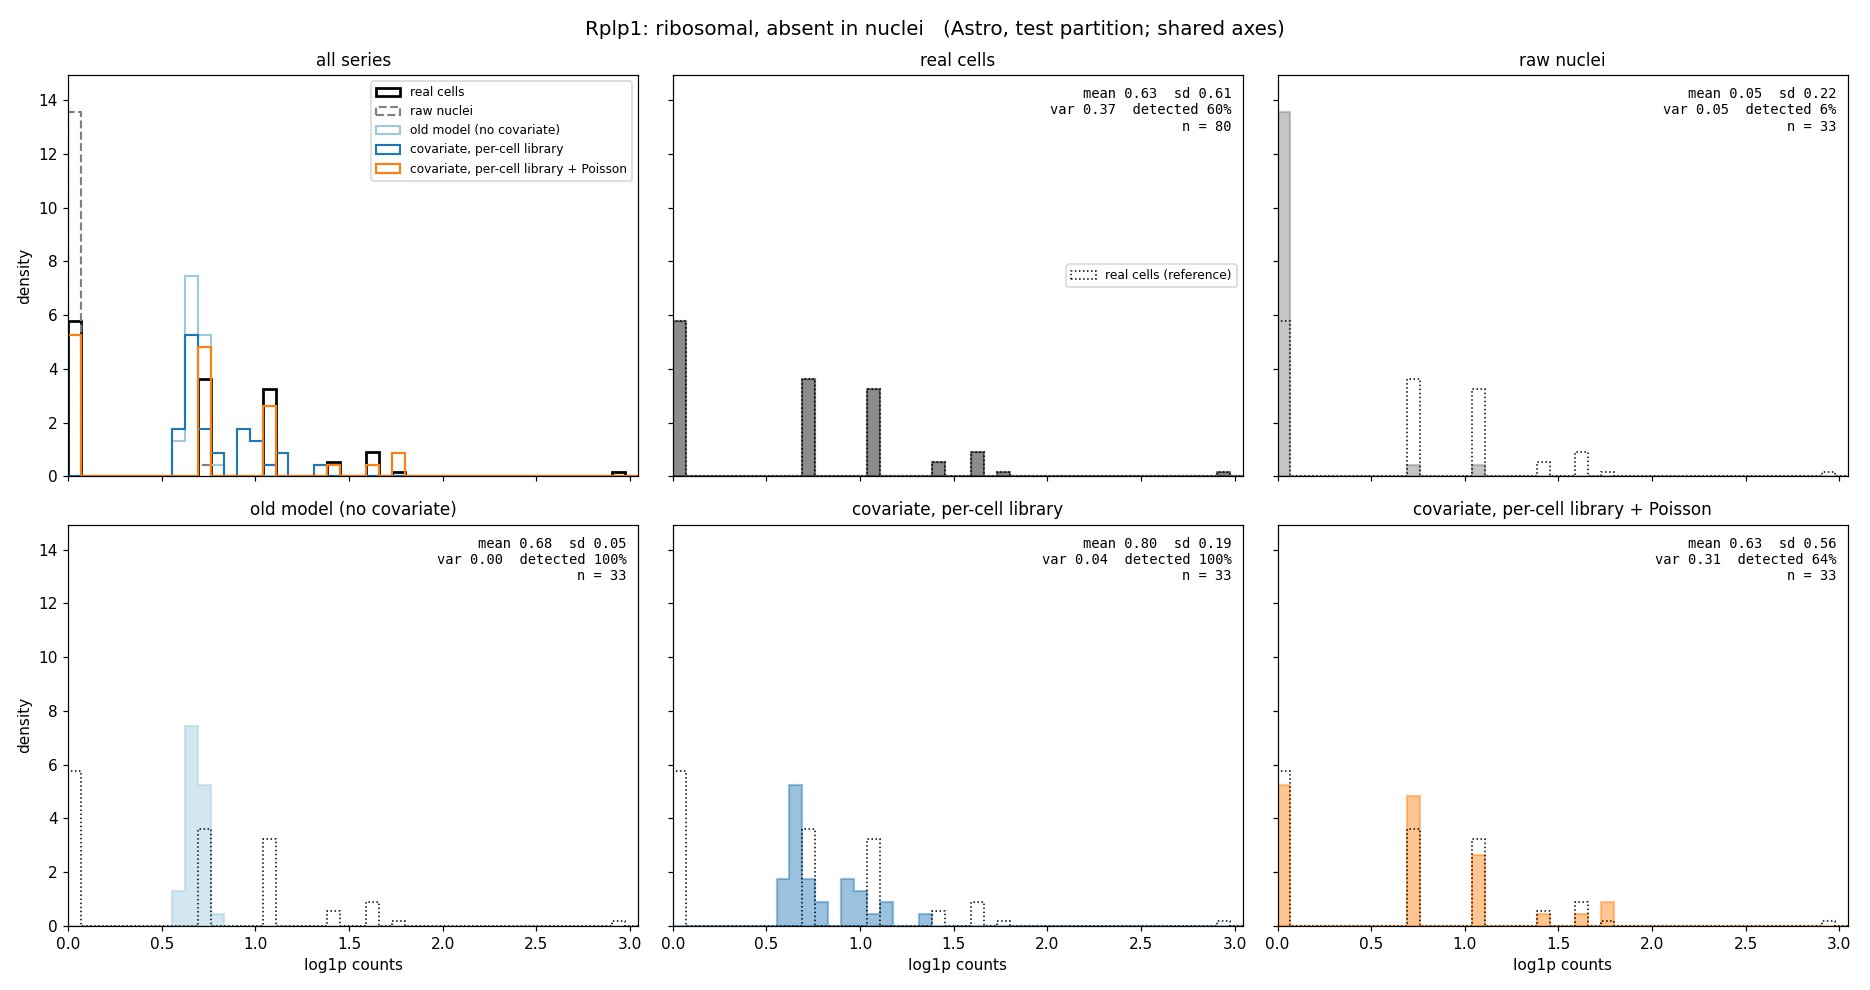 Rplp1: ribosomal, absent in nuclei (Astro, test partition; shared axes)
all series
density
14
12
10
8
6
4
2
0
real cells
raw nuclei
old model (no covariate)
covariate, per-cell library
covariate, per-cell library + Poisson
real cells
mean 0.63 sd 0.61
var 0.37 detected 60%
n = 80
real cells (reference)
raw nuclei
mean 0.05 sd 0.22
var 0.05 detected 6%
n = 33
old model (no covariate)
density
14
12
10
8
6
4
2
0
mean 0.68 sd 0.05
var 0.00 detected 100%
n = 33
0.0 0.5 1.0 1.5 2.0 2.5 3.0
log1p counts
covariate, per-cell library
mean 0.80 sd 0.19
var 0.04 detected 100%
n = 33
0.0 0.5 1.0 1.5 2.0 2.5 3.0
log1p counts
covariate, per-cell library + Poisson
mean 0.63 sd 0.56
var 0.31 detected 64%
n = 33
0.0 0.5 1.0 1.5 2.0 2.5 3.0
log1p counts